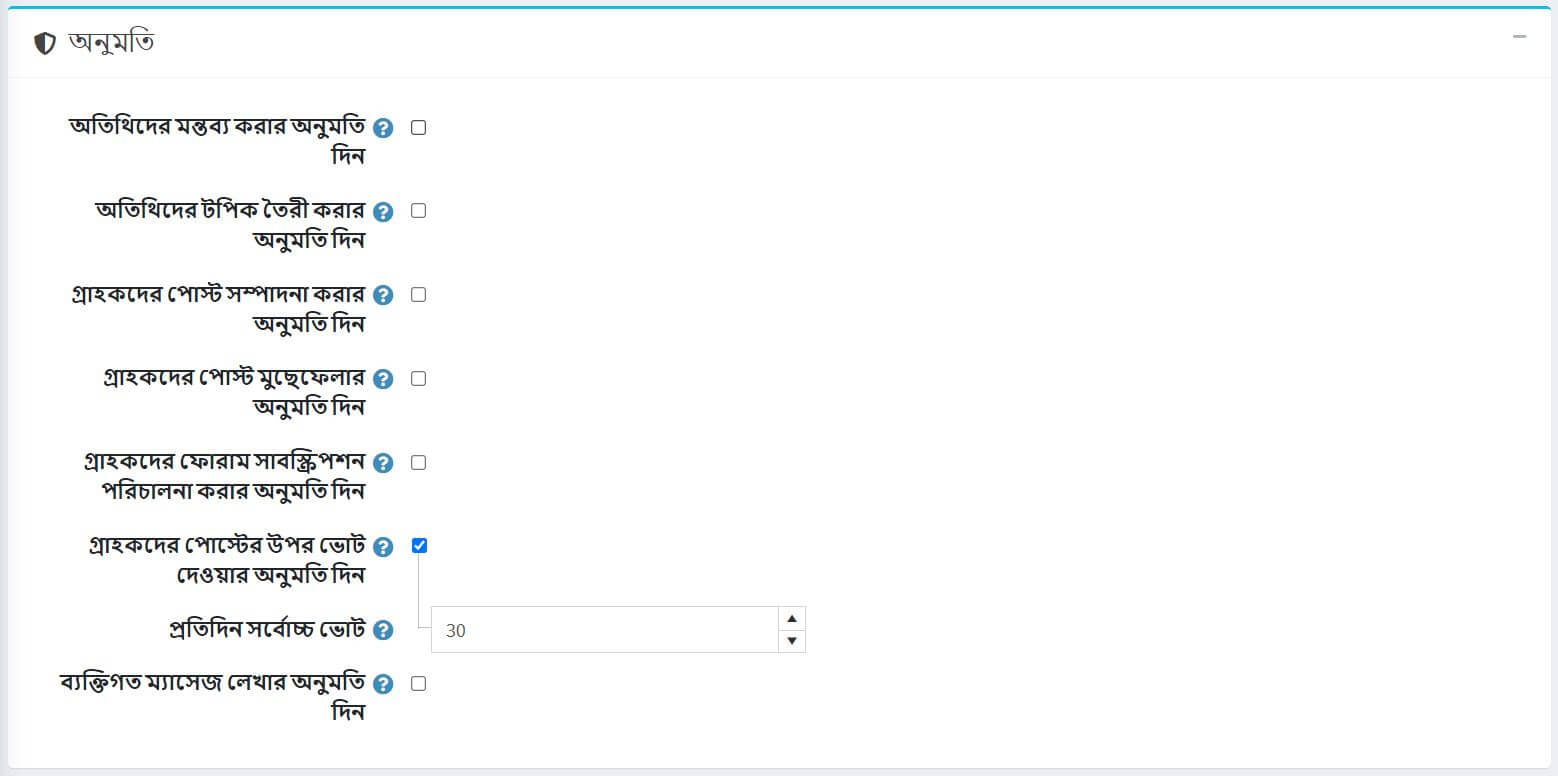 অনুমতি
অতিথিদের মন্তব্য করার অনুমতি
দিন
অতিথিদের টপিক তৈরী করার
অনুমতি দিন
গ্রাহকদের পোস্ট সম্পাদনা করার
অনুমতি দিন
গ্রাহকদের পোস্ট মুছেফেলার
অনুমতি দিন
গ্রাহকদের ফোরাম সাবস্ক্রিপশন
পরিচালনা করার অনুমতি দিন
গ্রাহকদের পোস্টের উপর ভোট
দেওয়ার অনুমতি দিন
প্রতিদিন সর্বোচ্চ ভোট
30
ব্যক্তিগত ম্যাসেজ লেখার অনুমতি
দিন